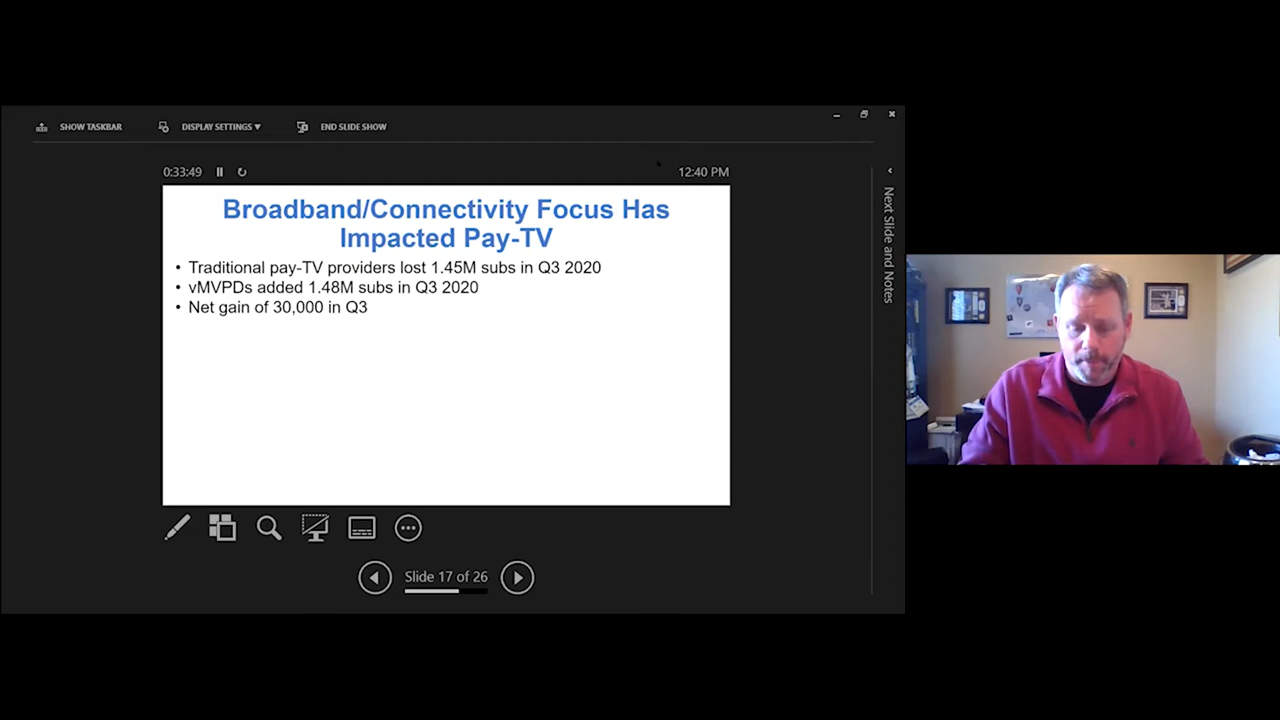 SHOW TASKBAR
DISPLAY SETTINGS ▾
END SLIDE SHOW
0:33:49
12:40 PM
Broadband/Connectivity Focus Has
Impacted Pay-TV
• Traditional pay-TV providers lost 1.45M subs in Q3 2020
• vMVPDs added 1.48M subs in Q3 2020
• Net gain of 30,000 in Q3
Slide 17 of 26
Next Slide and Notes